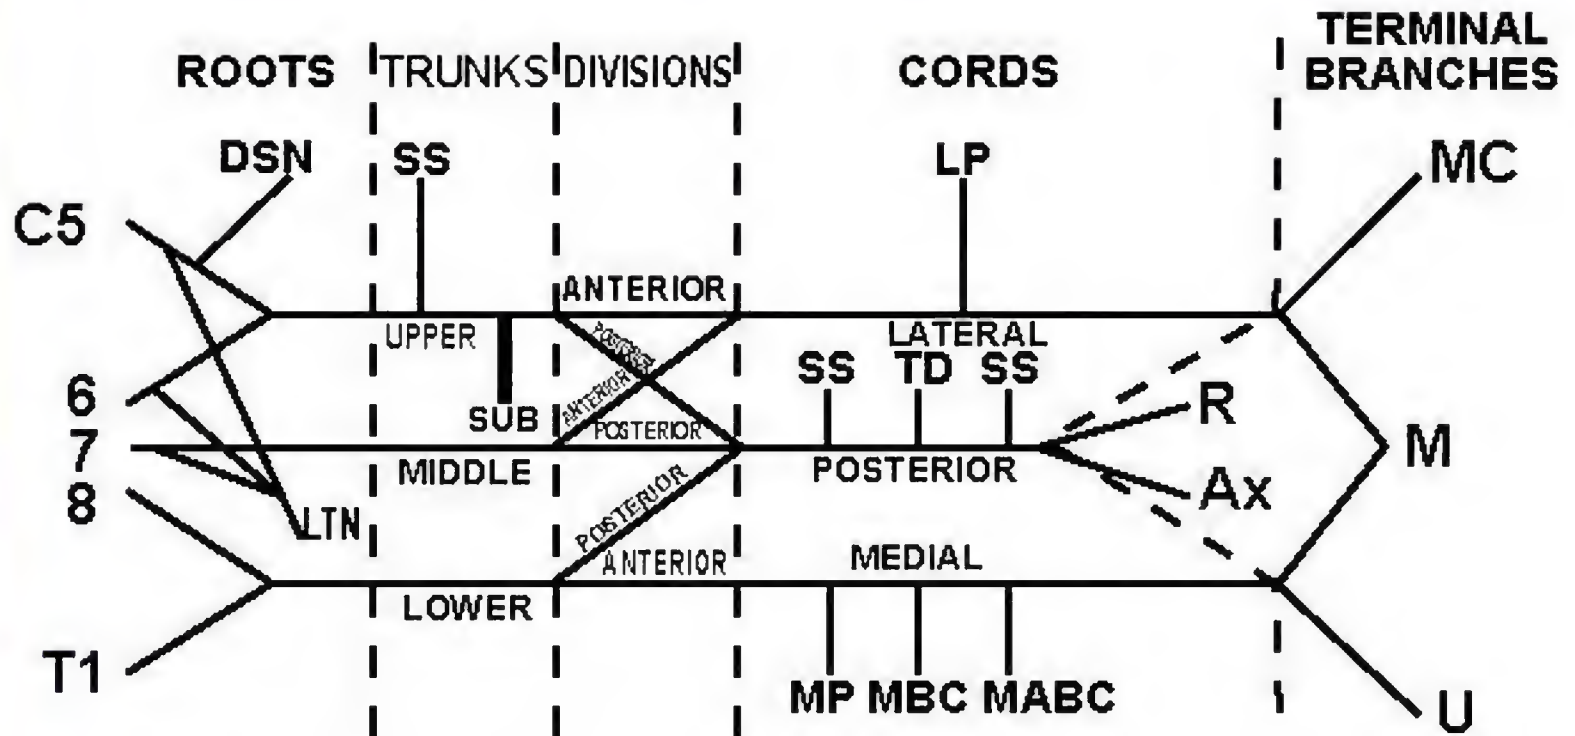 ROOTS TRUNKS DIVISIONS CORDS TERMINAL BRANCHES
DSN SS LP MC
C5
ANTERIOR
UPPER POSTERIOR LATERAL
SS TD SS
6 SUB ANTERIOR R
7 POSTERIOR M
MIDDLE POSTERIOR
8 POSTERIOR Ax
LTN
ANTERIOR MEDIAL
LOWER
T1
MP MBC MABC
U